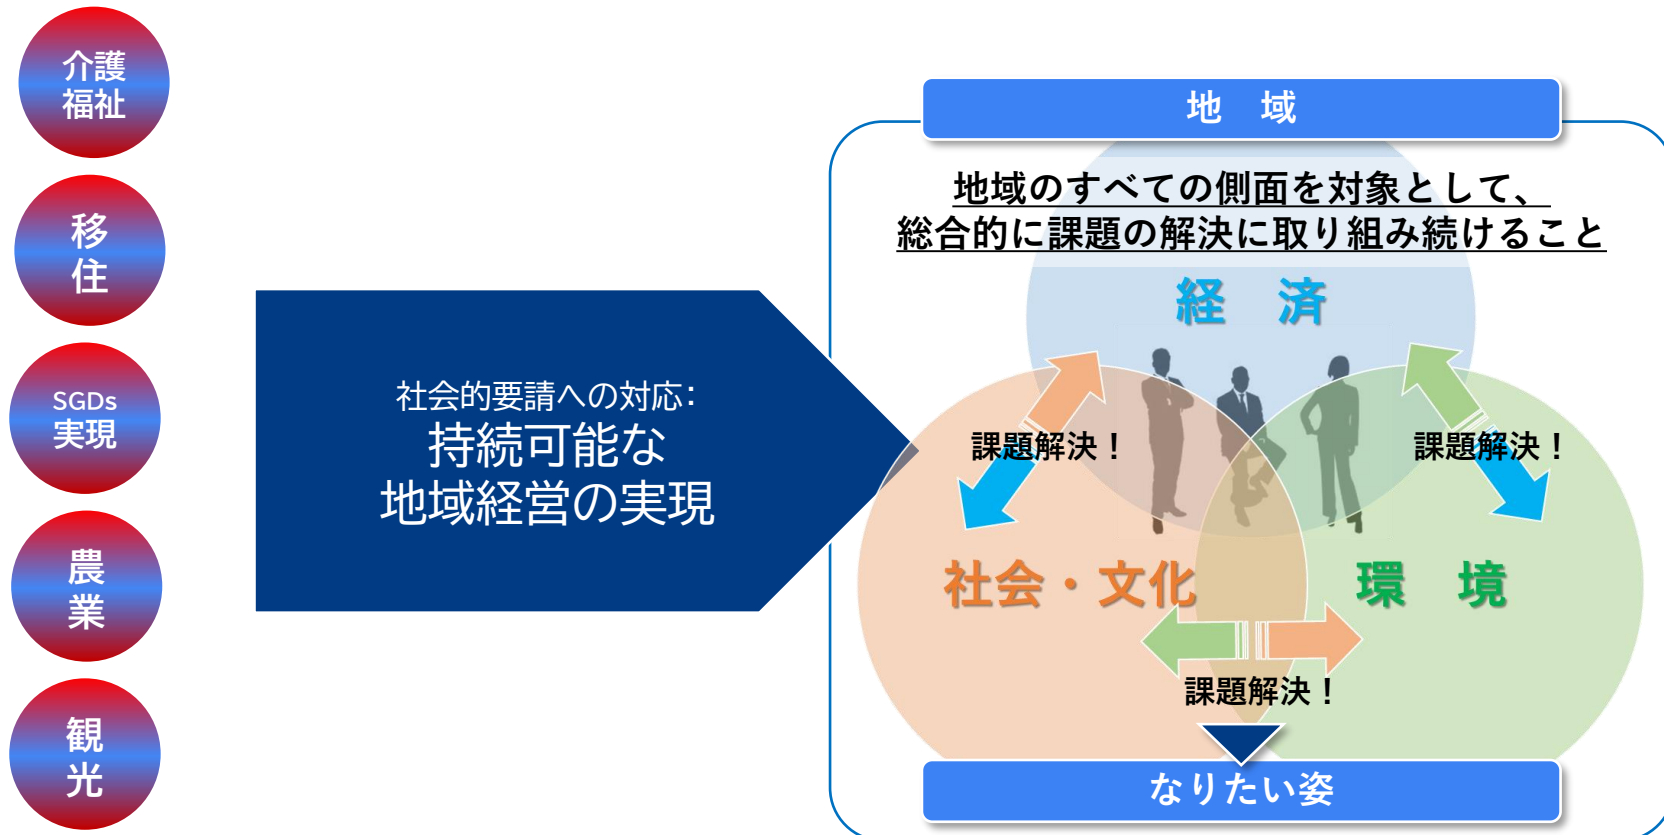 介護
福祉
移
住
SGDs
実現
農
業
観
光
社会的要請への対応：
持続可能な
地域経営の実現
地　域
地域のすべての側面を対象として、
総合的に課題の解決に取り組み続けること
経　済
課題解決！
課題解決！
社会・文化
環　境
課題解決！
なりたい姿